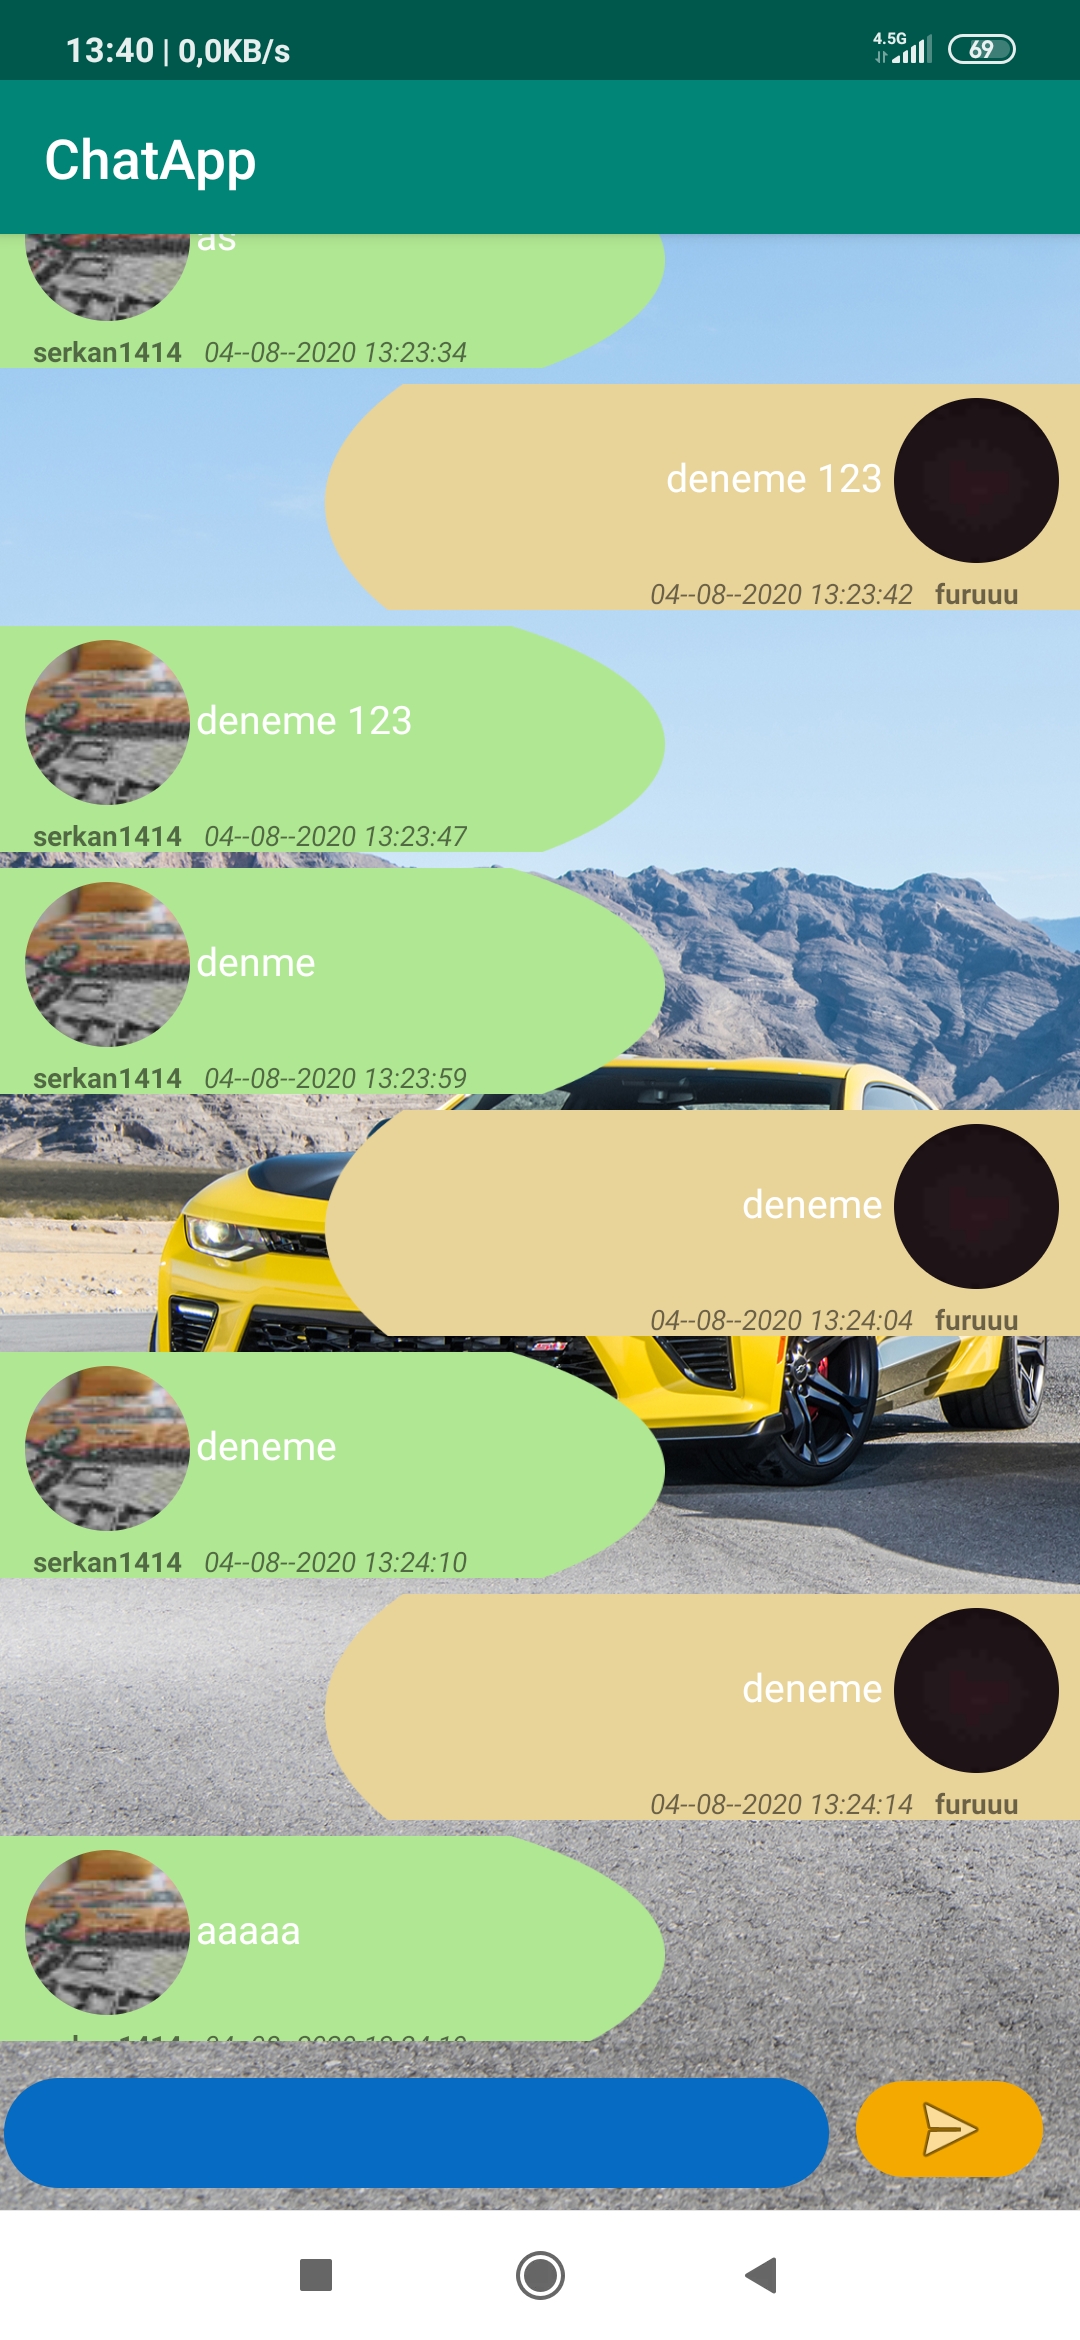 13:40 | 0,0KB/s 4.5G 69
ChatApp
as
serkan1414 04--08--2020 13:23:34
deneme 123
04--08--2020 13:23:42 furuuu
deneme 123
serkan1414 04--08--2020 13:23:47
denme
serkan1414 04--08--2020 13:23:59
deneme
04--08--2020 13:24:04 furuuu
deneme
serkan1414 04--08--2020 13:24:10
deneme
04--08--2020 13:24:14 furuuu
aaaaa